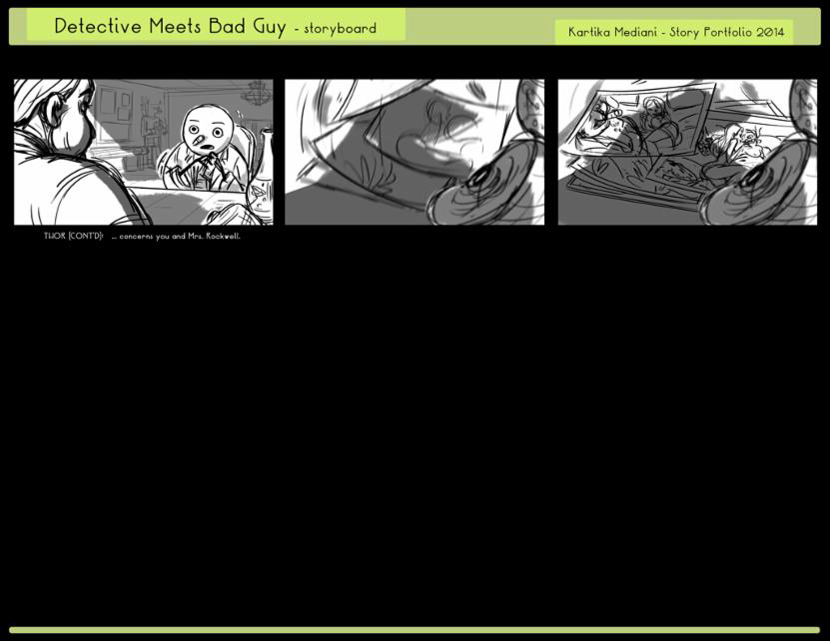 Detective Meets Bad Guy - storyboard
Kartika Mediani - Story Portfolio 2014
THOR (CONT'D): ... concerns you and Mrs. Rockwell.